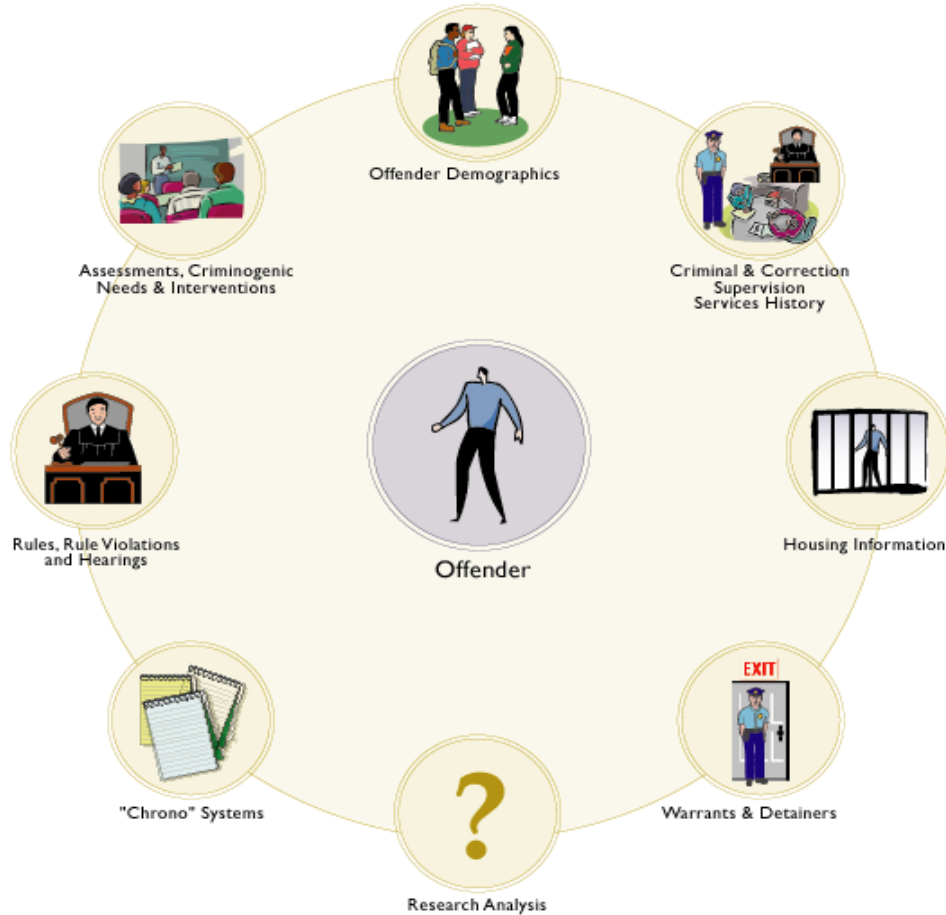 Offender Demographics
Assessments, Criminogenic
Needs & Interventions
Criminal & Correction
Supervision
Services History
Rules, Rule Violations
and Hearings
Offender
Housing Information
EXIT
"Chrono" Systems
Warrants & Detainers
?
Research Analysis